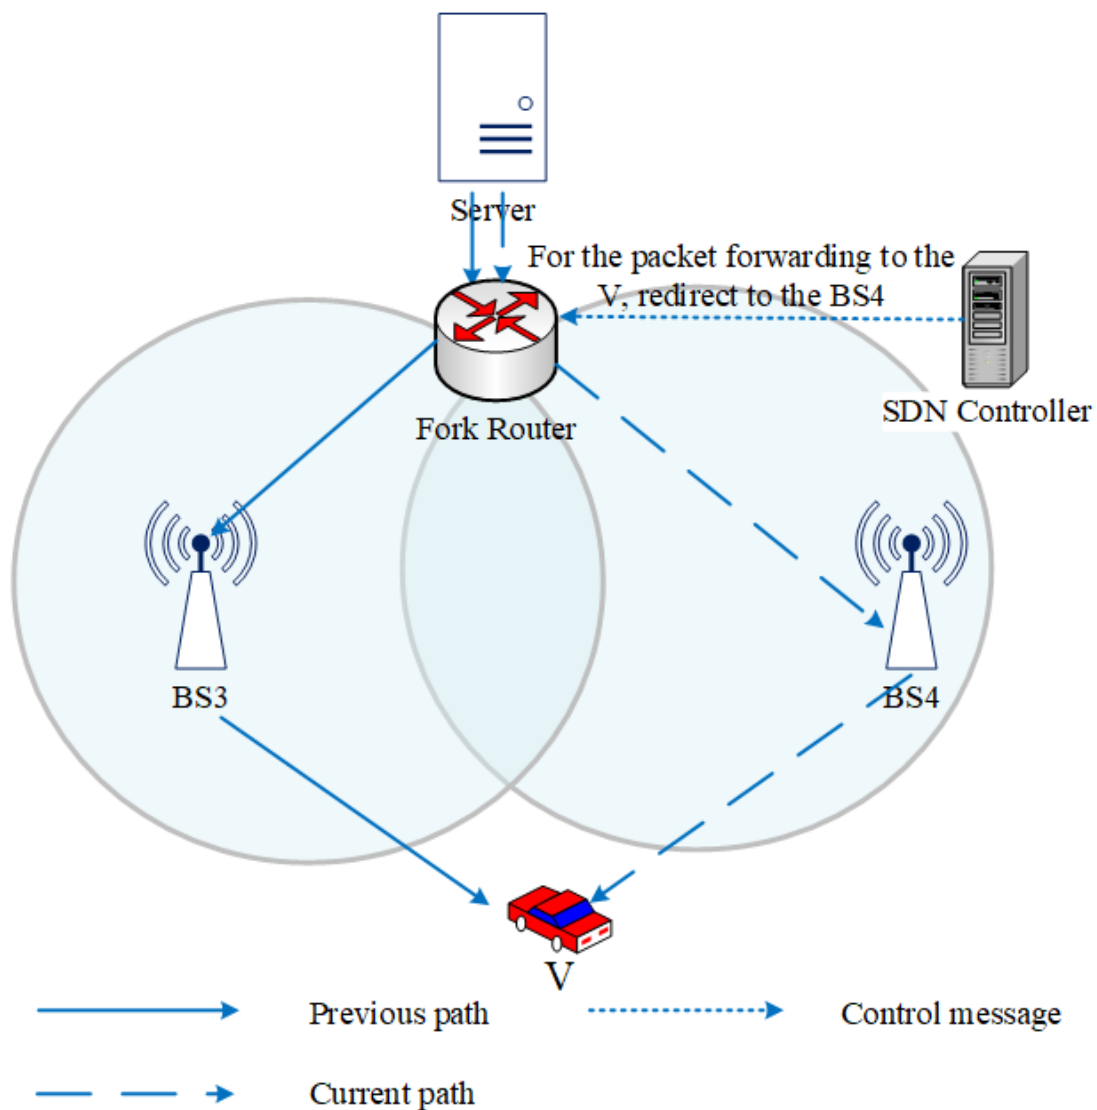 Server
For the packet forwarding to the
V, redirect to the BS4
SDN Controller
Fork Router
BS3
BS4
V
Previous path
Control message
Current path